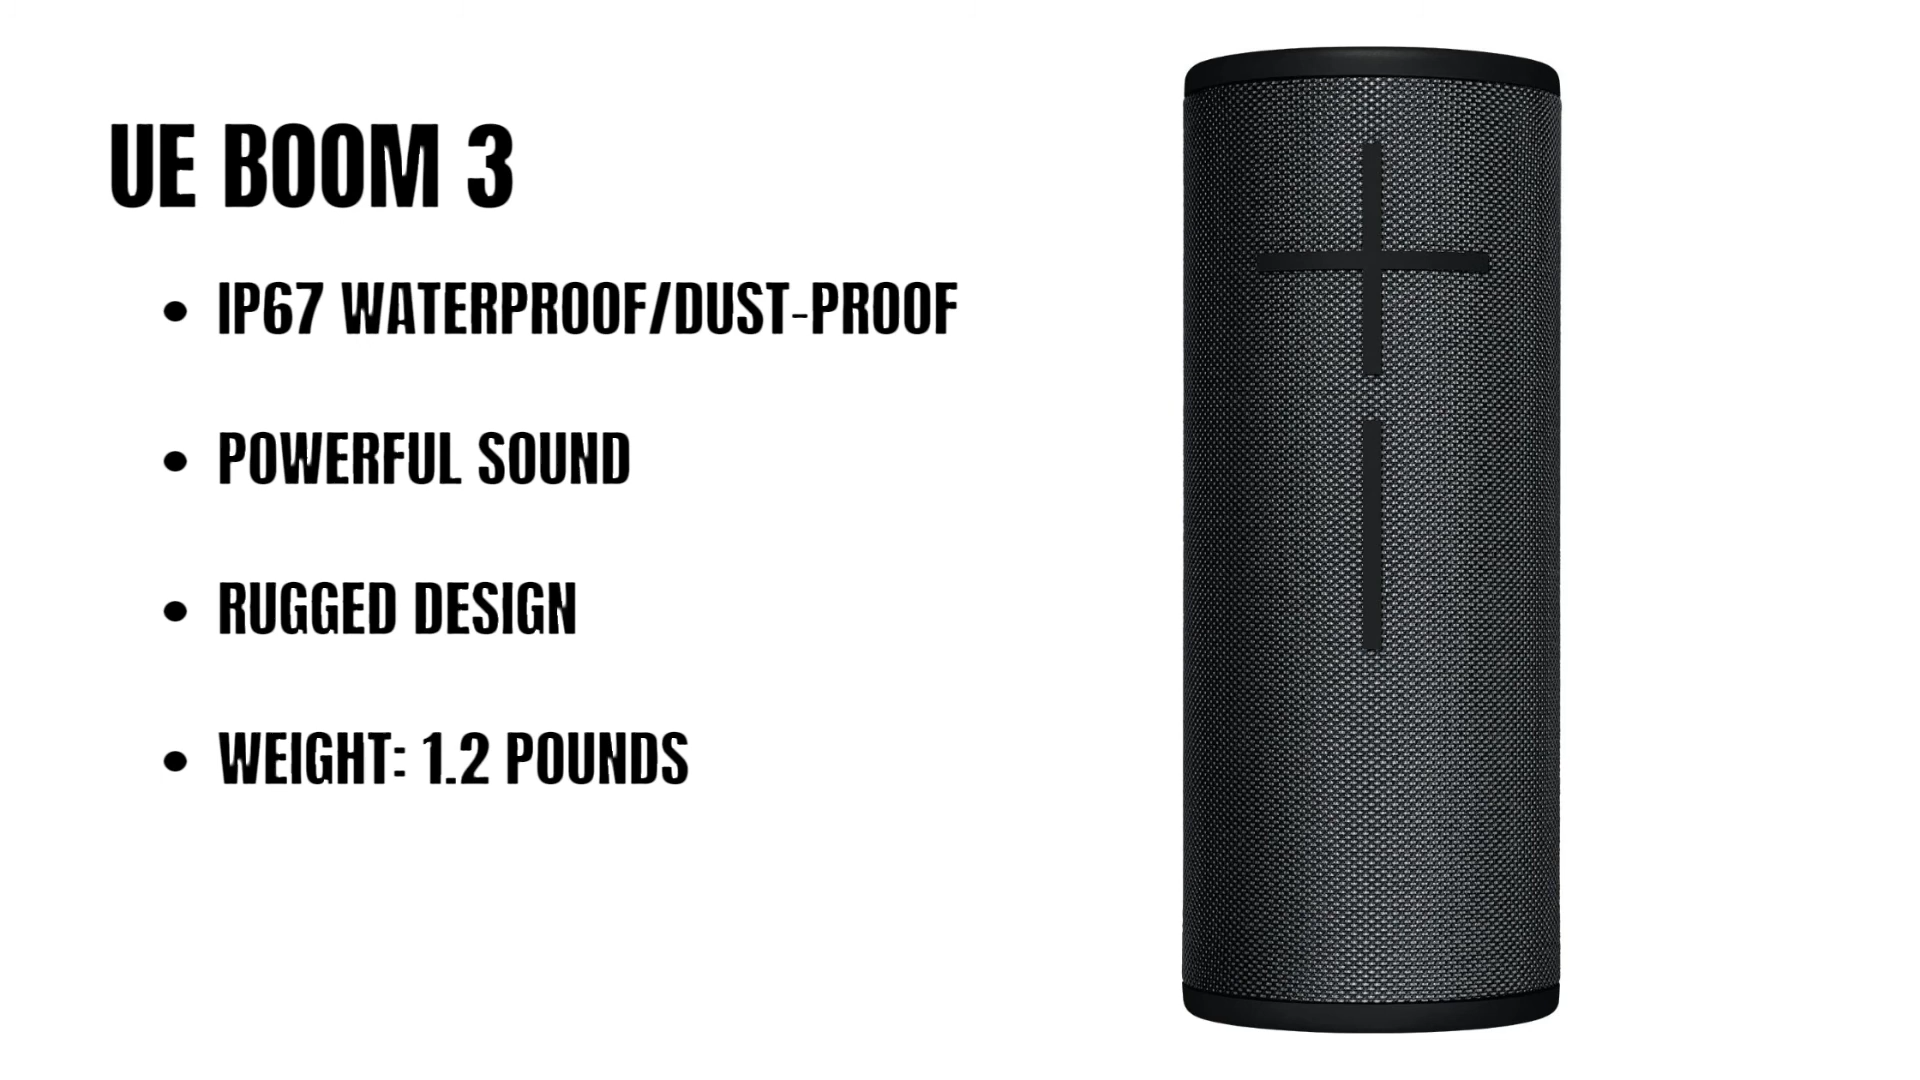 UE BOOM 3
• IP67 WATERPROOF/DUST-PROOF
• POWERFUL SOUND
• RUGGED DESIGN
• WEIGHT: 1.2 POUNDS